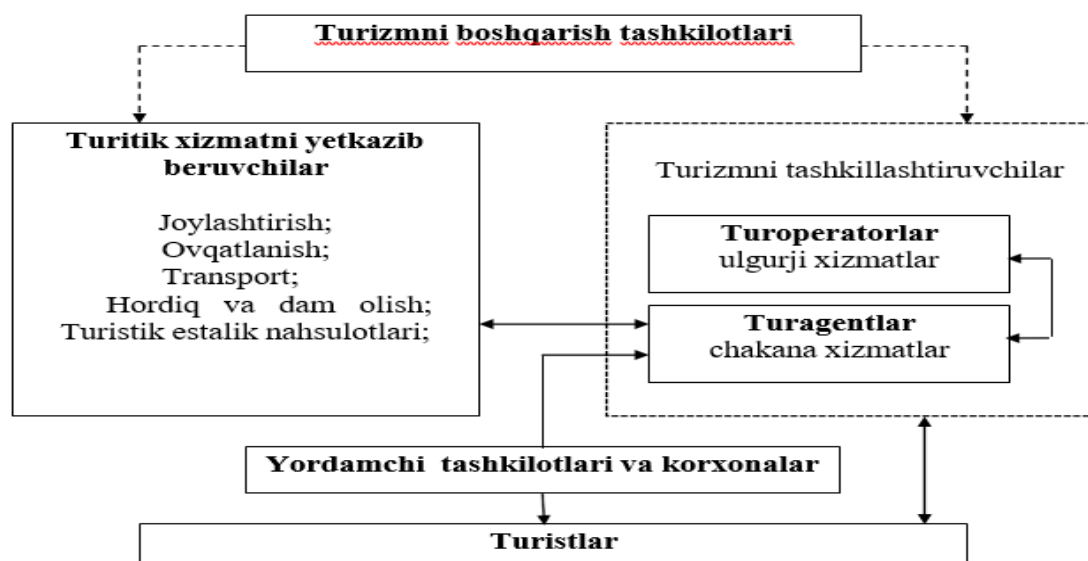 Turizmni boshqarish tashkilotlari
Turitik xizmatni yetkazib
beruvchilar
Joylashtirish;
Ovqatlanish;
Transport;
Hordiq va dam olish;
Turistik estalik nahsulotlari;
Turizmni tashkillashtiruvchilar
Turoperatorlar
ulgurji xizmatlar
Turagentlar
chakana xizmatlar
Yordamchi tashkilotlari va korxonalar
Turistlar